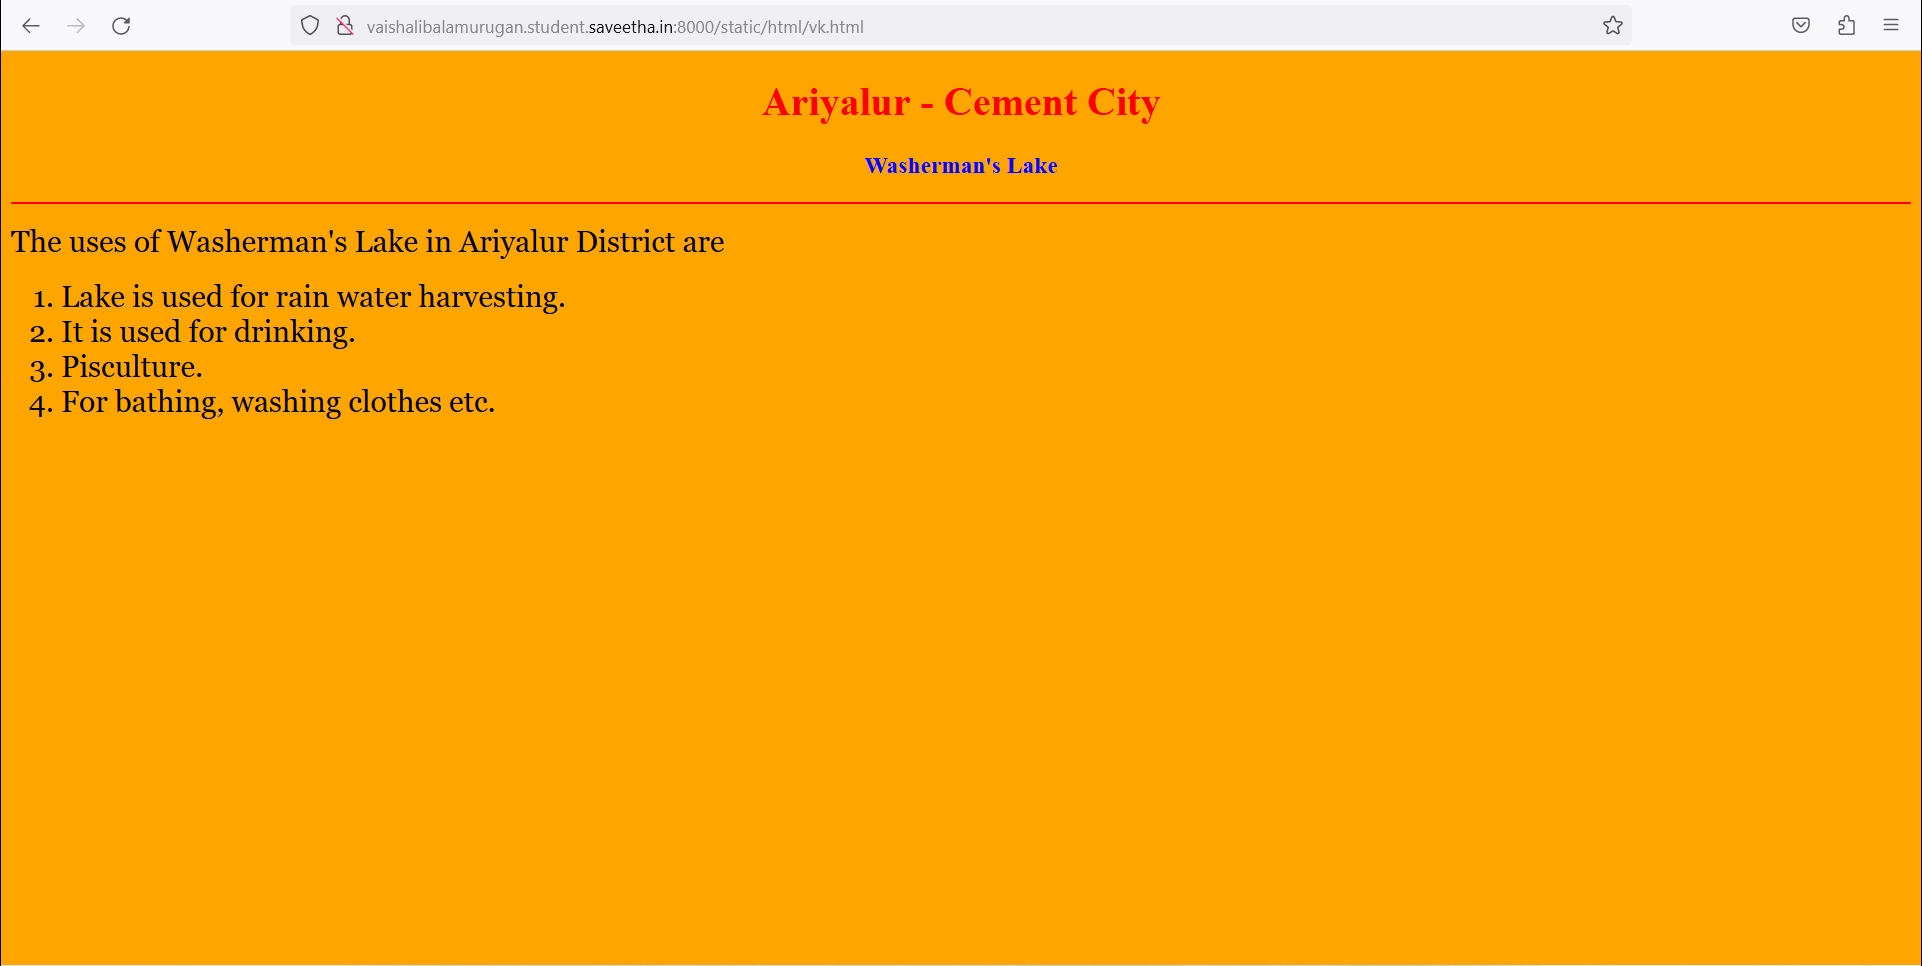 vaishalibalamurugan.student.saveetha.in:8000/static/html/vk.html
Ariyalur - Cement City
Washerman's Lake
The uses of Washerman's Lake in Ariyalur District are
1. Lake is used for rain water harvesting.
2. It is used for drinking.
3. Pisculture.
4. For bathing, washing clothes etc.